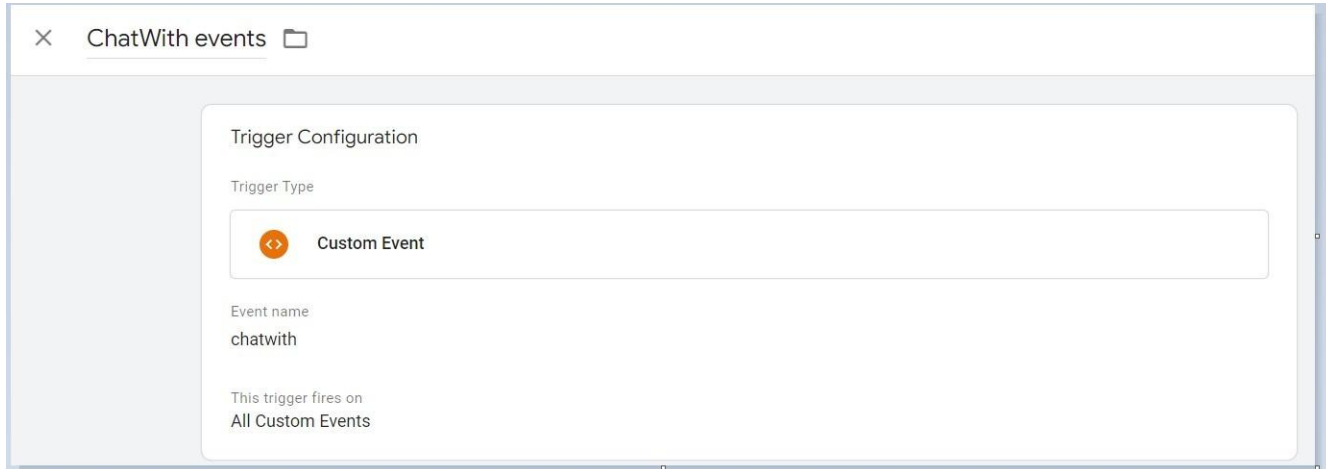 ChatWith events
Trigger Configuration
Trigger Type
Custom Event
Event name
chatwith
This trigger fires on
All Custom Events